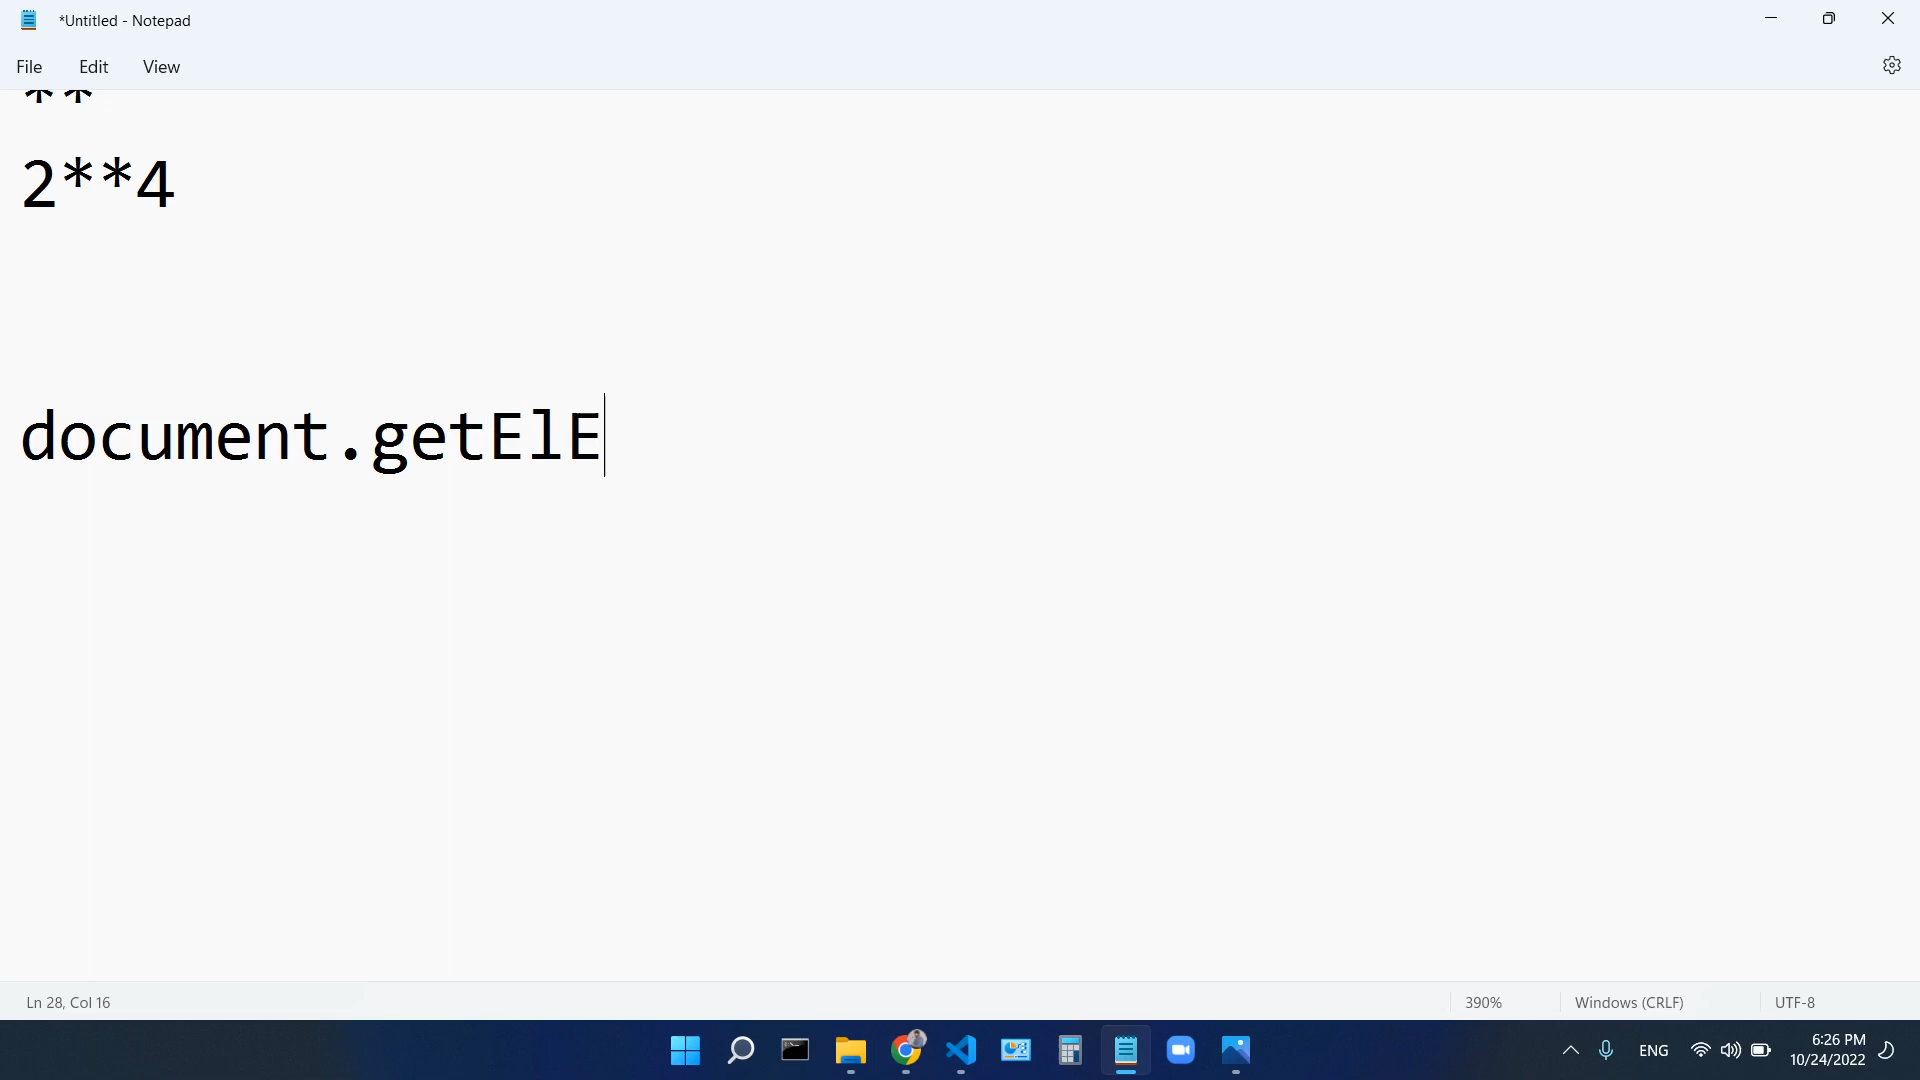 *Untitled - Notepad
File Edit View
**
2**4
document.getElE
Ln 28, Col 16 390% Windows (CRLF) UTF-8
ENG 6:26 PM
10/24/2022